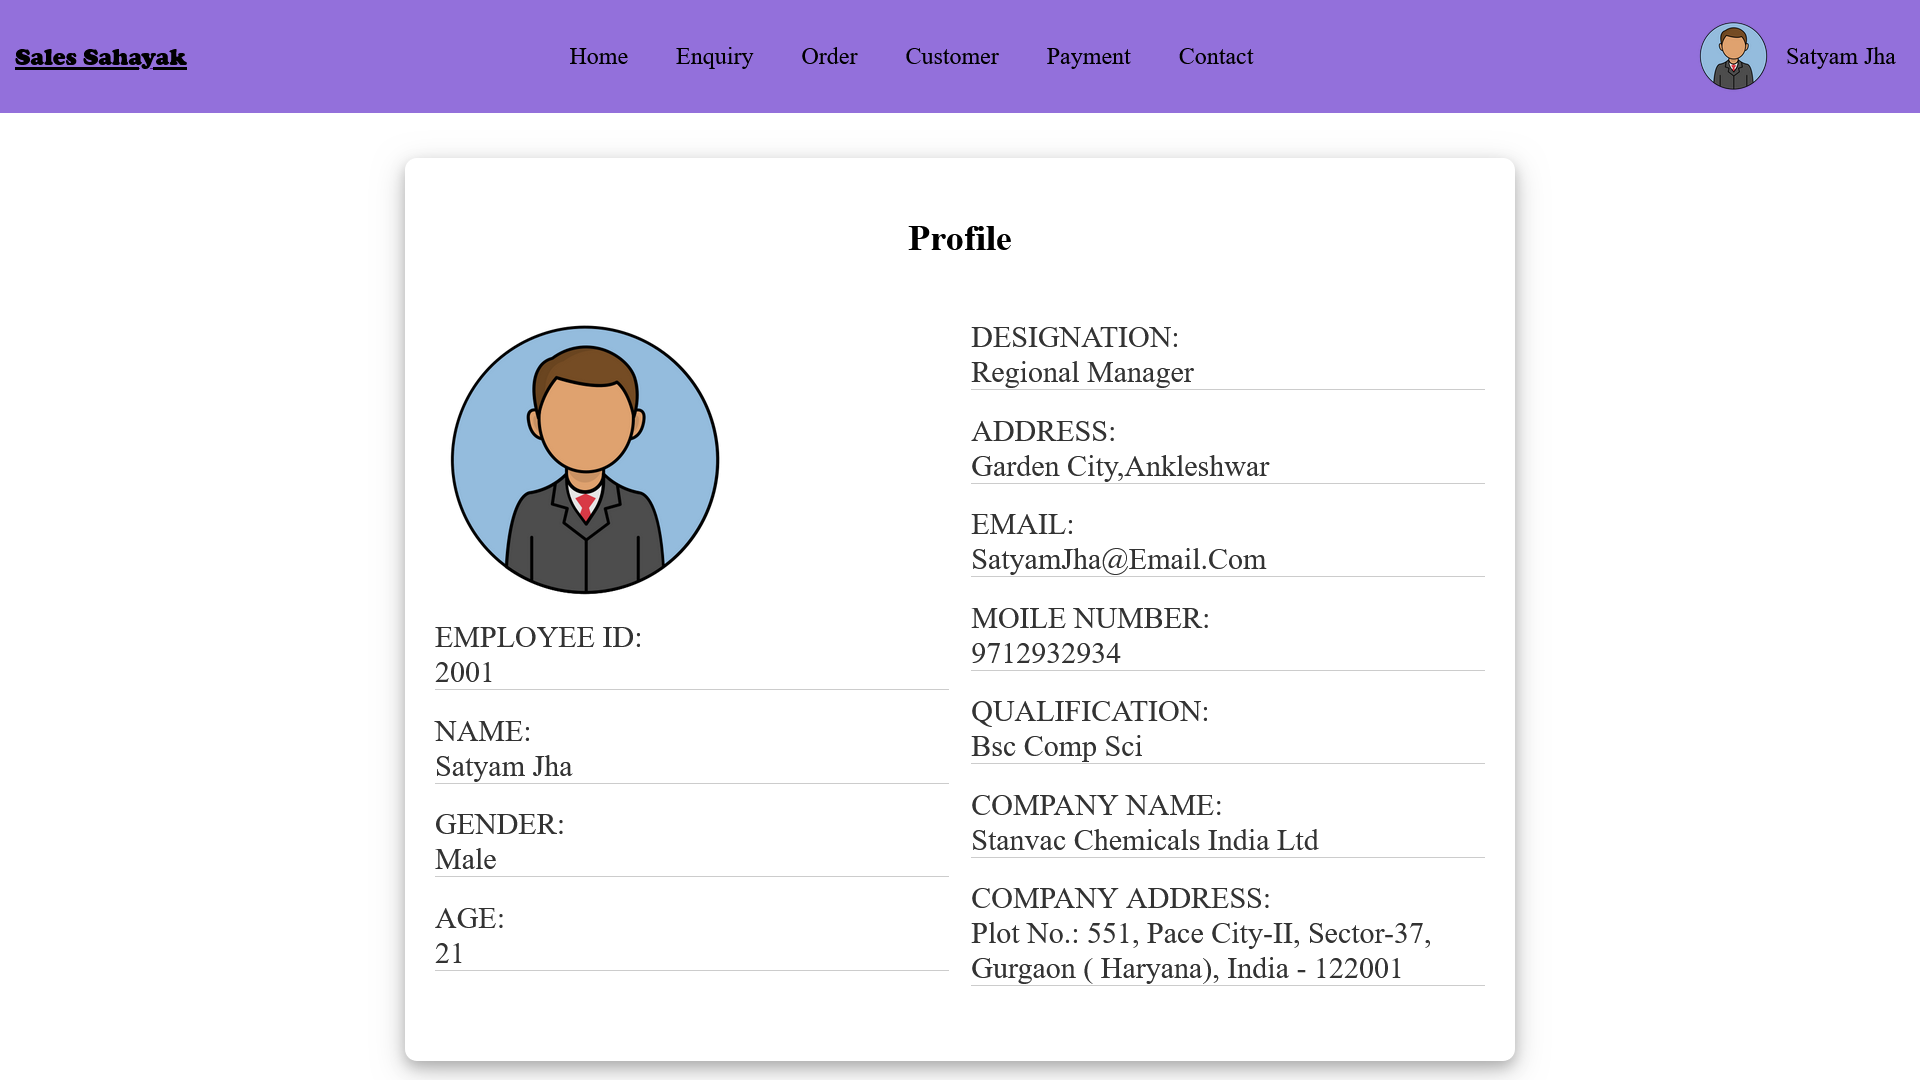 Sales Sahayak
Home
Enquiry
Order
Customer
Payment
Contact
Satyam Jha
Profile
EMPLOYEE ID:
2001
NAME:
Satyam Jha
GENDER:
Male
AGE:
21
DESIGNATION:
Regional Manager
ADDRESS:
Garden City,Ankleshwar
EMAIL:
SatyamJha@Email.Com
MOILE NUMBER:
9712932934
QUALIFICATION:
Bsc Comp Sci
COMPANY NAME:
Stanvac Chemicals India Ltd
COMPANY ADDRESS:
Plot No.: 551, Pace City-II, Sector-37,
Gurgaon ( Haryana), India - 122001